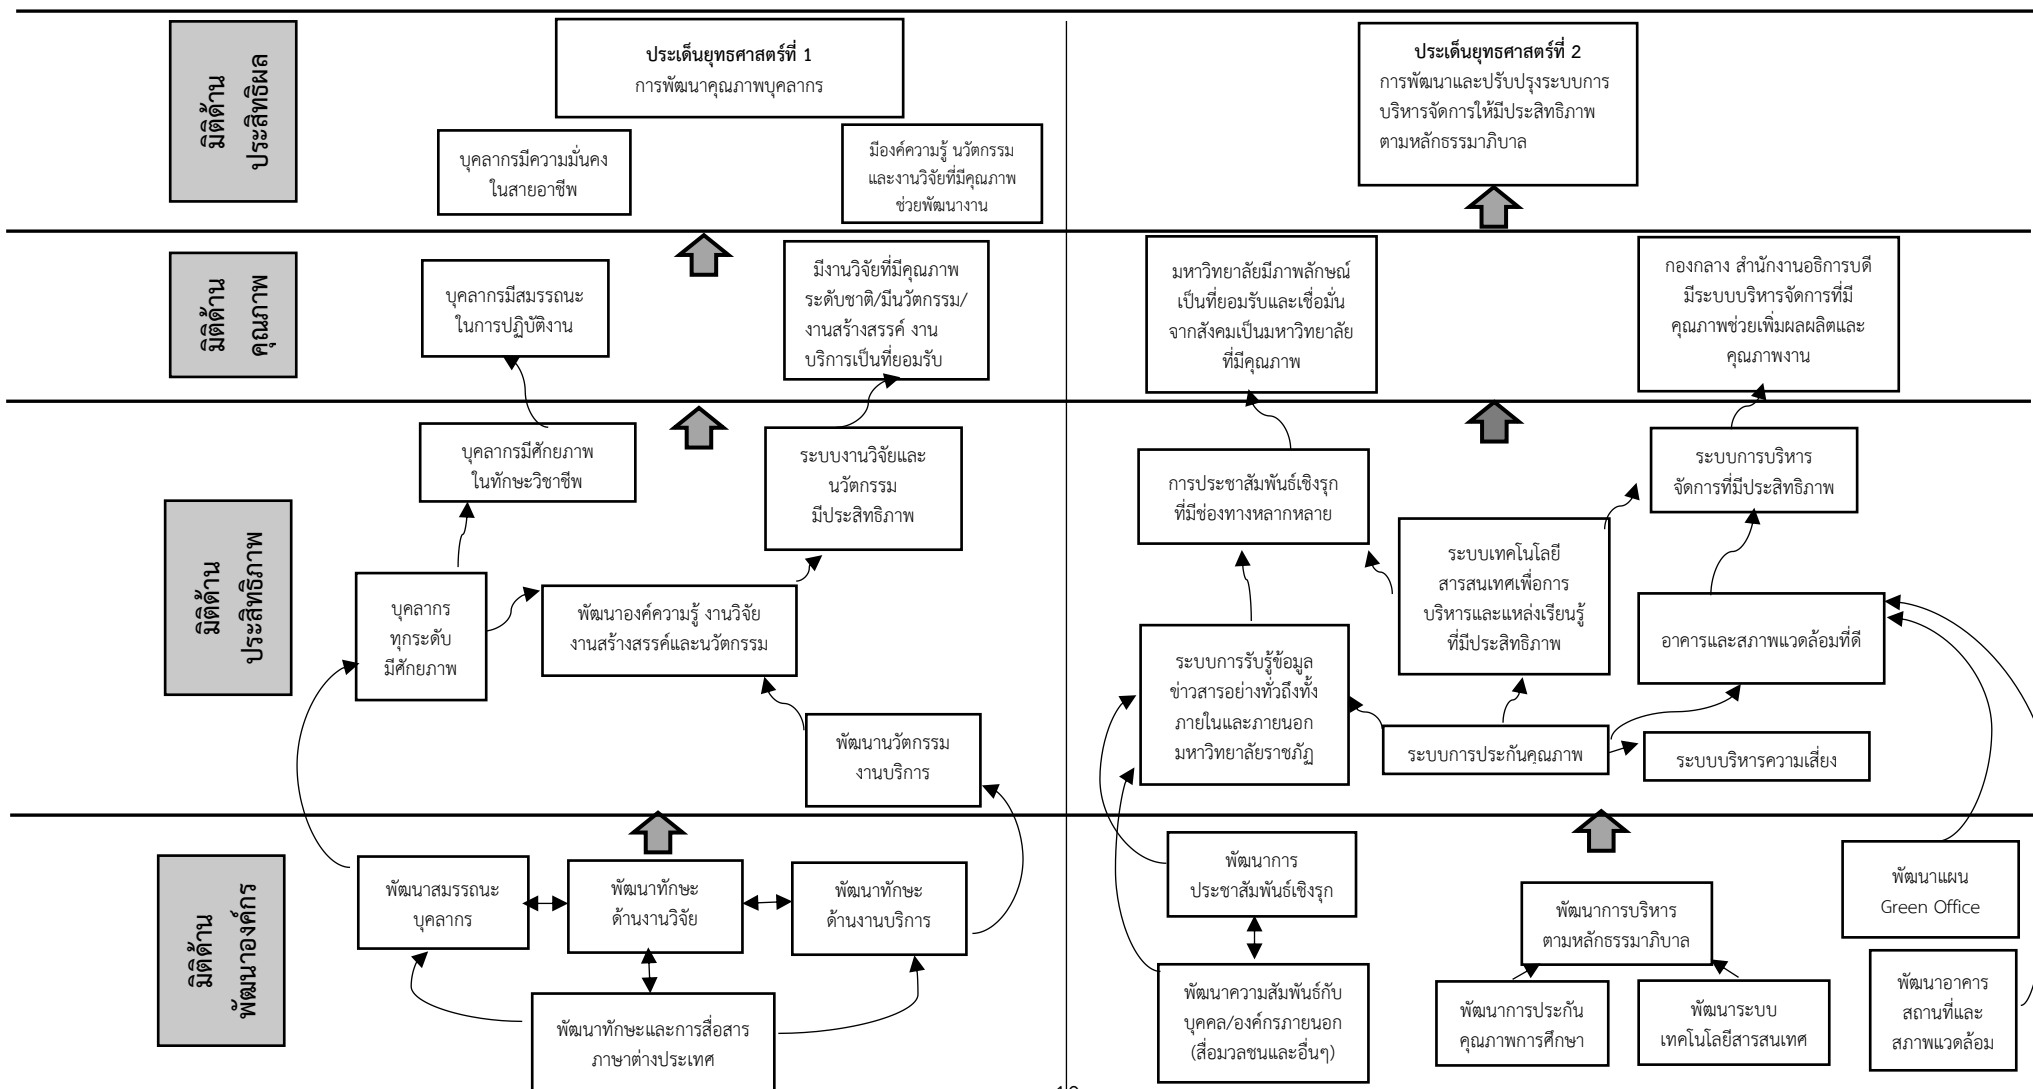 มิติด้าน
ประสิทธิผล
ประเด็นยุทธศาสตร์ที่ 1
การพัฒนาคุณภาพบุคลากร
บุคลากรมีความมั่นคง
ในสายอาชีพ
มีองค์ความรู้ นวัตกรรม
และงานวิจัยที่มีคุณภาพ
ช่วยพัฒนางาน
ประเด็นยุทธศาสตร์ที่ 2
การพัฒนาและปรับปรุงระบบการ
บริหารจัดการให้มีประสิทธิภาพ
ตามหลักธรรมาภิบาล
มิติด้าน
คุณภาพ
บุคลากรมีสมรรถนะ
ในการปฏิบัติงาน
มีงานวิจัยที่มีคุณภาพ
ระดับชาติ/มีนวัตกรรม/
งานสร้างสรรค์ งาน
บริการเป็นที่ยอมรับ
มหาวิทยาลัยมีภาพลักษณ์
เป็นที่ยอมรับและเชื่อมั่น
จากสังคมเป็นมหาวิทยาลัย
ที่มีคุณภาพ
กองกลาง สำนักงานอธิการบดี
มีระบบบริหารจัดการที่มี
คุณภาพช่วยเพิ่มผลผลิตและ
คุณภาพงาน
มิติด้าน
ประสิทธิภาพ
บุคลากรมีศักยภาพ
ในทักษะวิชาชีพ
ระบบงานวิจัยและ
นวัตกรรม
มีประสิทธิภาพ
บุคลากร
ทุกระดับ
มีศักยภาพ
พัฒนาองค์ความรู้ งานวิจัย
งานสร้างสรรค์และนวัตกรรม
พัฒนานวัตกรรม
งานบริการ
การประชาสัมพันธ์เชิงรุก
ที่มีช่องทางหลากหลาย
ระบบการบริหาร
จัดการที่มีประสิทธิภาพ
ระบบเทคโนโลยี
สารสนเทศเพื่อการ
บริหารและแหล่งเรียนรู้
ที่มีประสิทธิภาพ
อาคารและสภาพแวดล้อมที่ดี
ระบบการรับรู้ข้อมูล
ข่าวสารอย่างทั่วถึงทั้ง
ภายในและภายนอก
มหาวิทยาลัยราชภัฏ
ระบบการประกันคุณภาพ
ระบบบริหารความเสี่ยง
มิติด้าน
พัฒนาองค์กร
พัฒนาสมรรถนะ
บุคลากร
พัฒนาทักษะ
ด้านงานวิจัย
พัฒนาทักษะ
ด้านงานบริการ
พัฒนาทักษะและการสื่อสาร
ภาษาต่างประเทศ
พัฒนาการ
ประชาสัมพันธ์เชิงรุก
พัฒนาความสัมพันธ์กับ
บุคคล/องค์กรภายนอก
(สื่อมวลชนและอื่นๆ)
พัฒนาการบริหาร
ตามหลักธรรมาภิบาล
พัฒนาการประกัน
คุณภาพการศึกษา
พัฒนาระบบ
เทคโนโลยีสารสนเทศ
พัฒนาแผน
Green Office
พัฒนาอาคาร
สถานที่และ
สภาพแวดล้อม